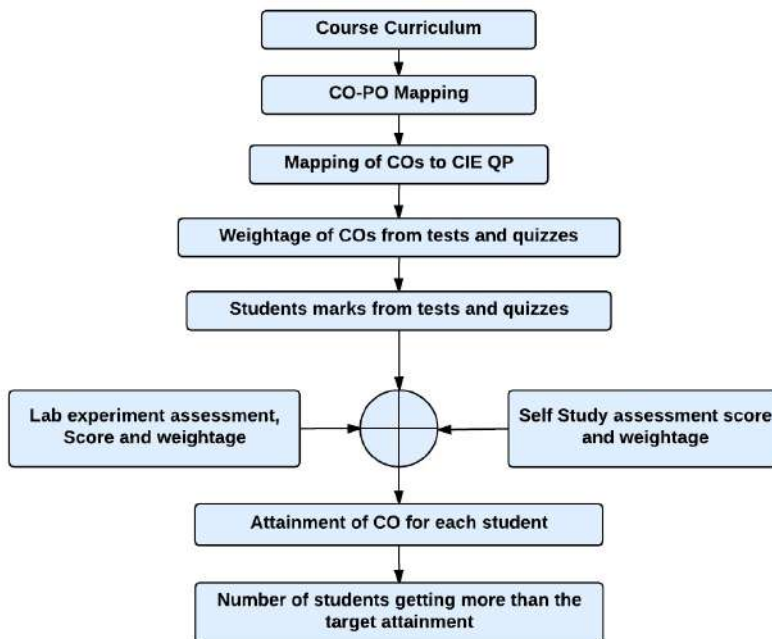 Course Curriculum
CO-PO Mapping
Mapping of COs to CIE QP
Weightage of COs from tests and quizzes
Students marks from tests and quizzes
Lab experiment assessment,
Score and weightage
Self Study assessment score
and weightage
Attainment of CO for each student
Number of students getting more than the
target attainment